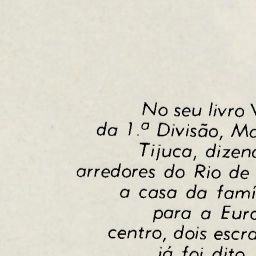 No seu livro V
da 1.ª Divisão, Ma
Tijuca, dizend
arredores do Rio de
a casa da famí
para a Euro
centro, dois escra
já foi dito